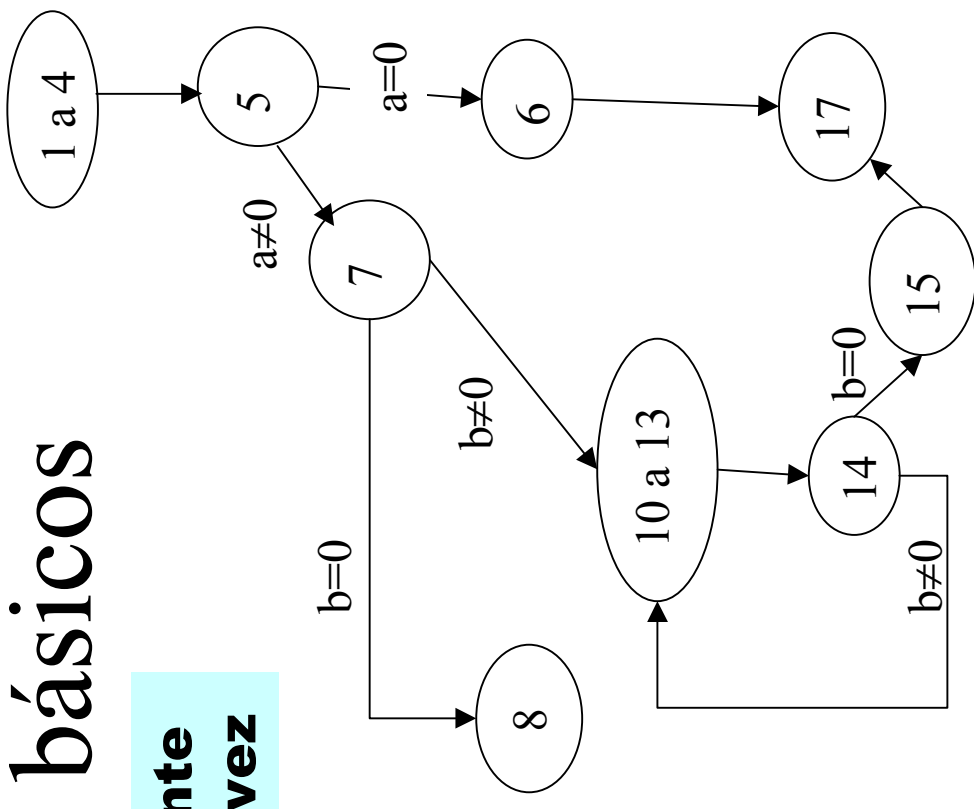 básicos
nte
vez
1 a 4
5
a=0
a≠0
6
7
17
b=0
b≠0
10 a 13
15
b=0
14
8
b≠0